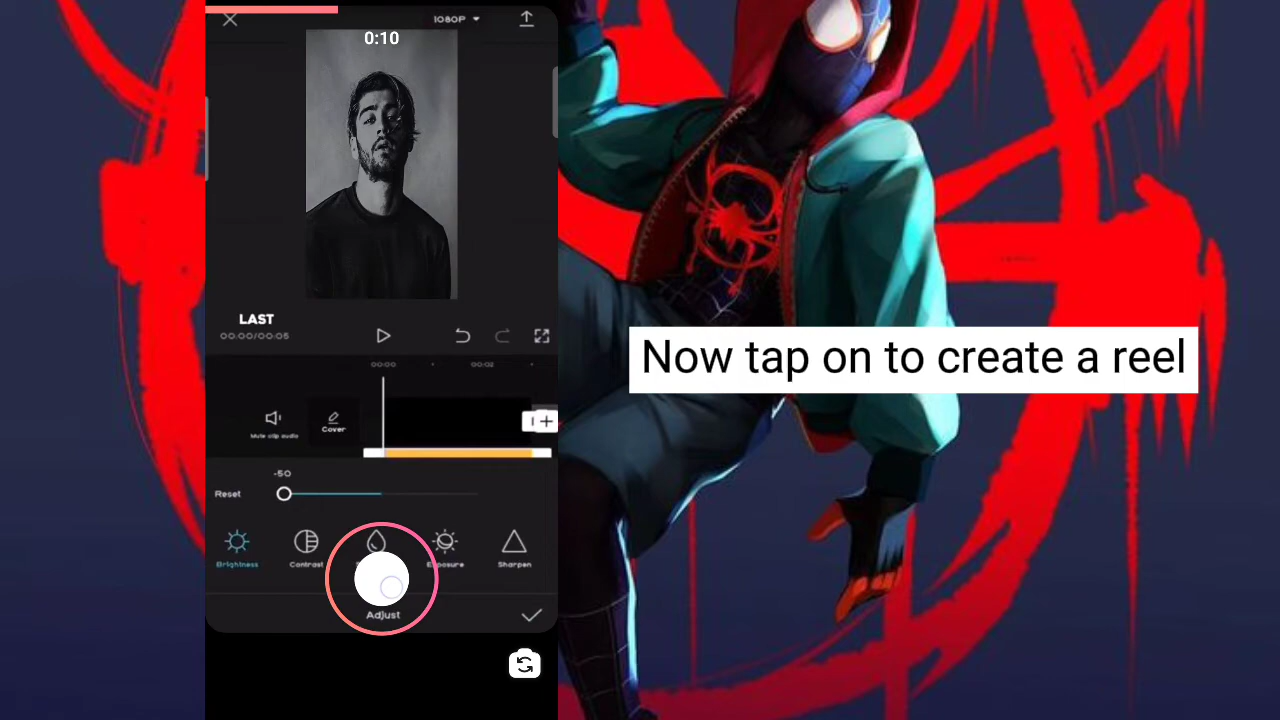 1080P
0:10
LAST
00:00/00:05
00:00
00:02
Mute clip audio
Cover
-50
Reset
Brightness
Contrast
Exposure
Sharpen
Adjust
Now tap on to create a reel